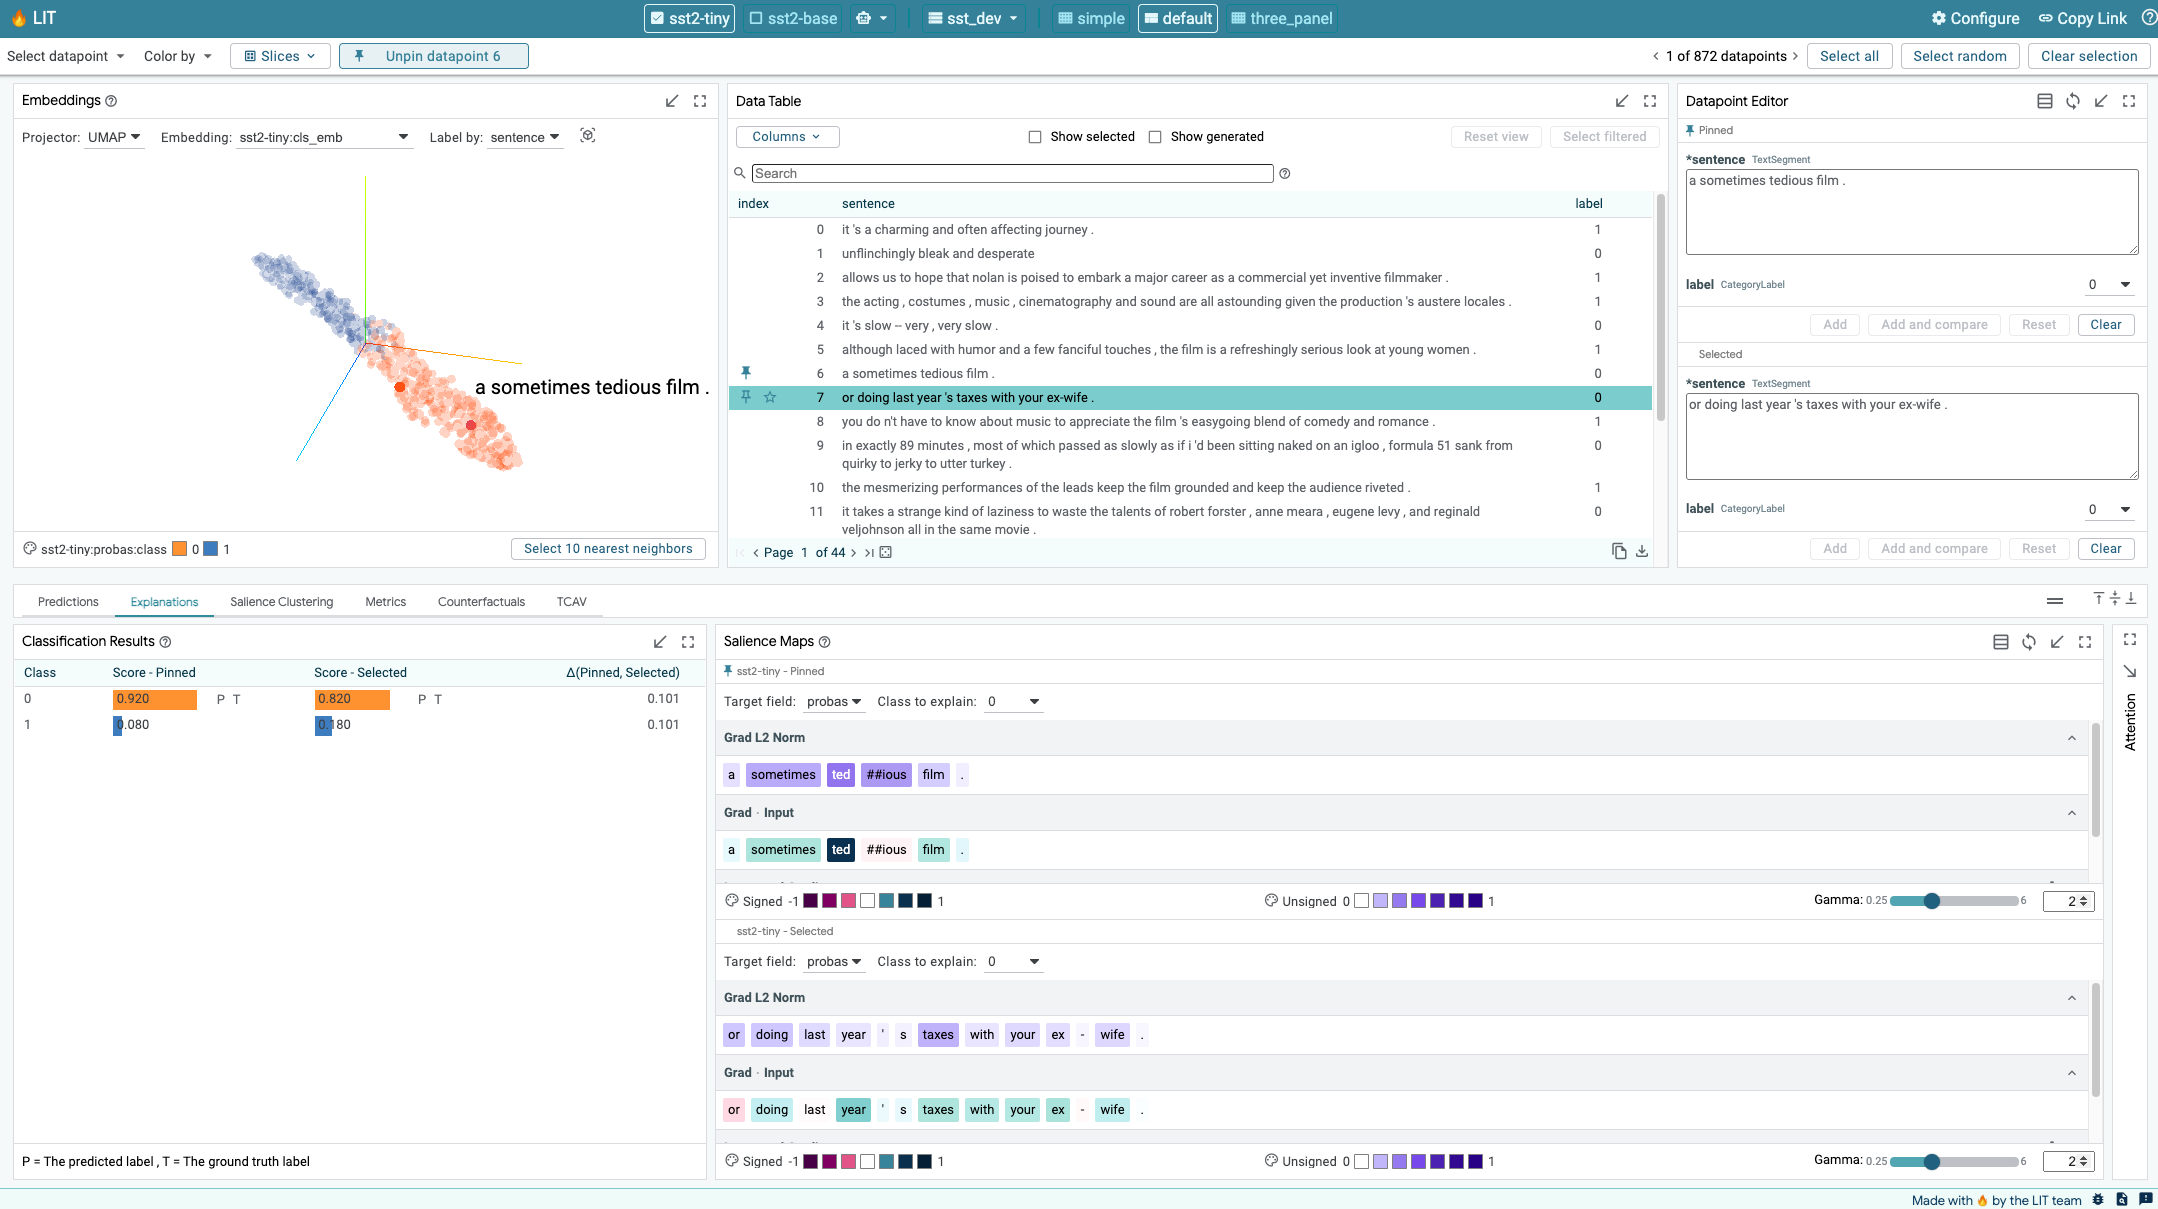 LIT
sst2-tiny sst2-base sst_dev simple default three_panel
Configure Copy Link
Select datapoint Color by Slices Unpin datapoint 6
1 of 872 datapoints Select all Select random Clear selection
Embeddings
Projector: UMAP Embedding: sst2-tiny:cls_emb Label by: sentence
a sometimes tedious film .
sst2-tiny:probas:class 0 1 Select 10 nearest neighbors
Data Table
Columns Show selected Show generated Reset view Select filtered
Search
index sentence label
0 it 's a charming and often affecting journey . 1
1 unflinchingly bleak and desperate 0
2 allows us to hope that nolan is poised to embark a major career as a commercial yet inventive filmmaker . 1
3 the acting , costumes , music , cinematography and sound are all astounding given the production 's austere locales . 1
4 it 's slow -- very , very slow . 0
5 although laced with humor and a few fanciful touches , the film is a refreshingly serious look at young women . 1
6 a sometimes tedious film . 0
7 or doing last year 's taxes with your ex-wife . 0
8 you do n't have to know about music to appreciate the film 's easygoing blend of comedy and romance . 1
9 in exactly 89 minutes , most of which passed as slowly as if i 'd been sitting naked on an igloo , formula 51 sank from 0
quirky to jerky to utter turkey .
10 the mesmerizing performances of the leads keep the film grounded and keep the audience riveted . 1
11 it takes a strange kind of laziness to waste the talents of robert forster , anne meara , eugene levy , and reginald 0
veljohnson all in the same movie .
Page 1 of 44
Datapoint Editor
Pinned
*sentence TextSegment
a sometimes tedious film .
label CategoryLabel 0
Add Add and compare Reset Clear
Selected
*sentence TextSegment
or doing last year 's taxes with your ex-wife .
label CategoryLabel 0
Add Add and compare Reset Clear
Predictions Explanations Salience Clustering Metrics Counterfactuals TCAV
Classification Results
Class Score - Pinned Score - Selected Δ(Pinned, Selected)
0 0.920 P T 0.820 P T 0.101
1 0.080 0.180 0.101
P = The predicted label , T = The ground truth label
Salience Maps
sst2-tiny - Pinned
Target field: probas Class to explain: 0
Grad L2 Norm
a sometimes ted ##ious film .
Grad · Input
a sometimes ted ##ious film .
Signed -1 1 Unsigned 0 1 Gamma: 0.25 6 2
sst2-tiny - Selected
Target field: probas Class to explain: 0
Grad L2 Norm
or doing last year ' s taxes with your ex - wife .
Grad · Input
or doing last year ' s taxes with your ex - wife .
Signed -1 1 Unsigned 0 1 Gamma: 0.25 6 2
Attention
Made with 🔥 by the LIT team